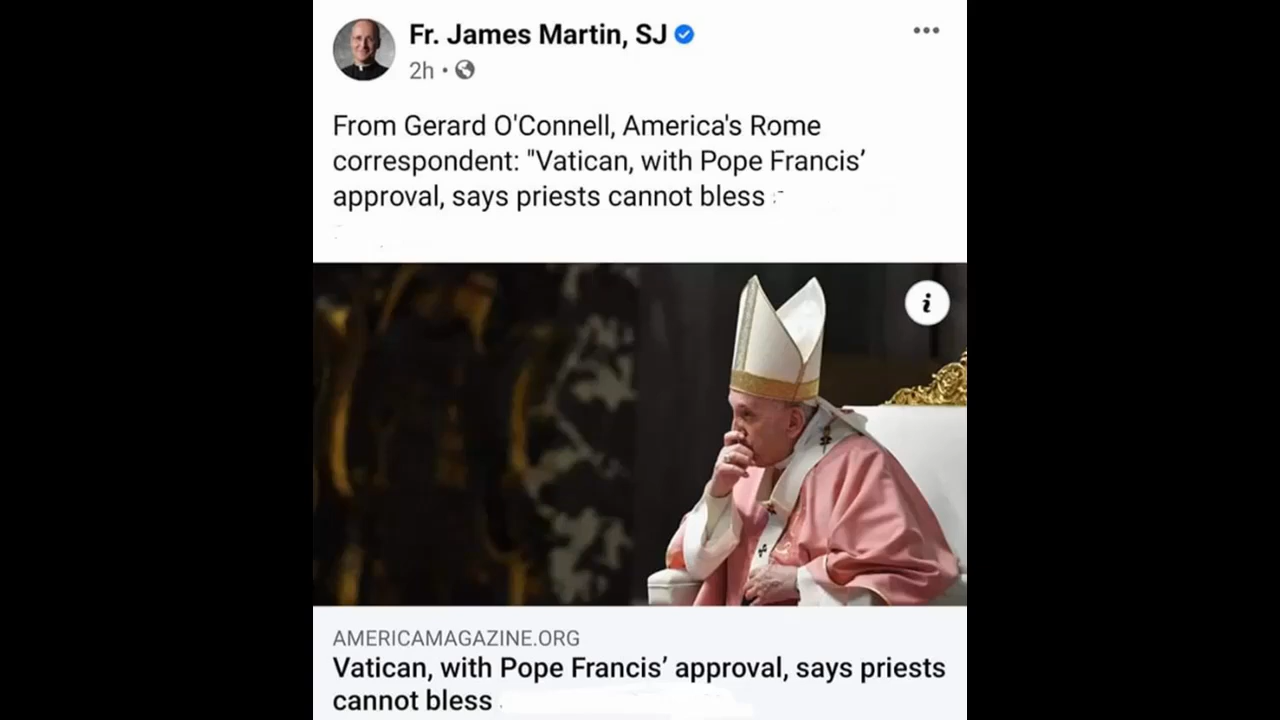 Fr. James Martin, SJ
2h •
From Gerard O'Connell, America's Rome
correspondent: "Vatican, with Pope Francis’
approval, says priests cannot bless
i
AMERICAMAGAZINE.ORG
Vatican, with Pope Francis’ approval, says priests
cannot bless